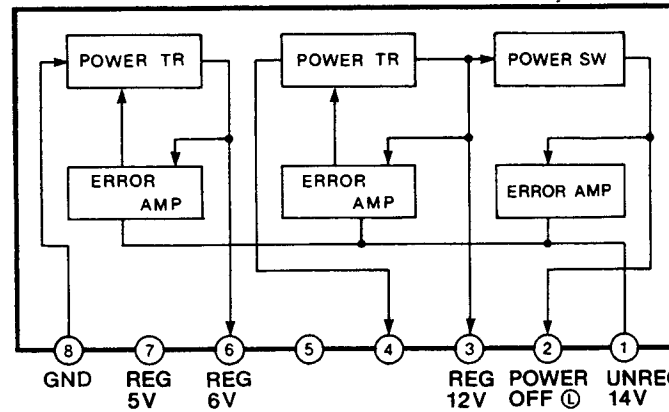 POWER TR
POWER TR
POWER SW
ERROR AMP
ERROR AMP
ERROR AMP
8 7 6 5 4 3 2 1
GND REG 5V REG 6V REG 12V POWER OFF Ⓛ UNREG 14V